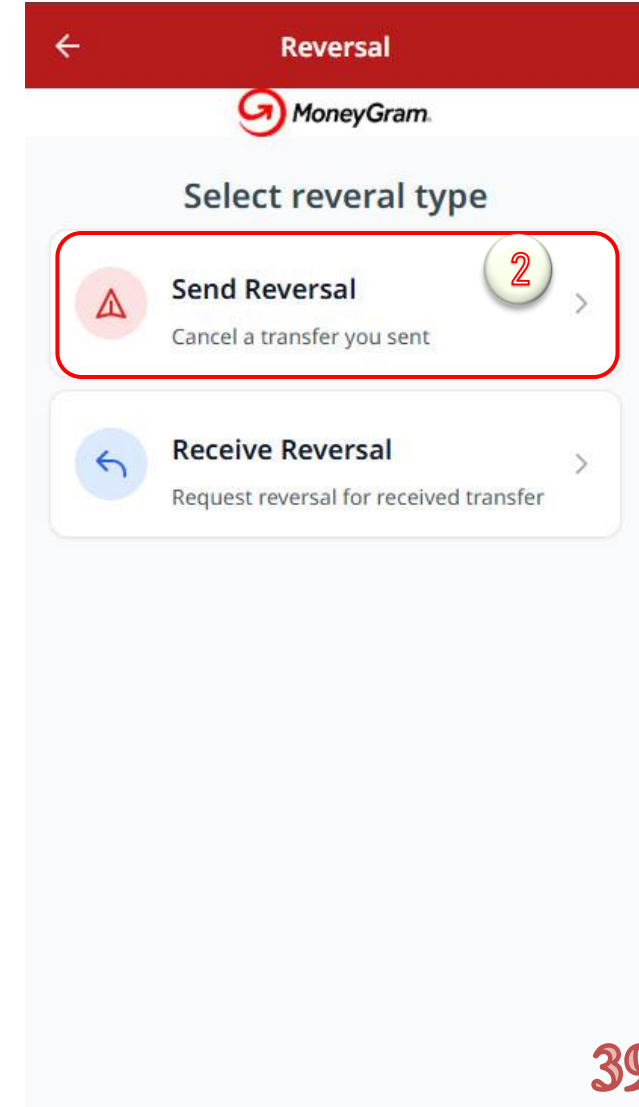 Reversal
MoneyGram.
Select reveral type
2
Send Reversal
Cancel a transfer you sent
Receive Reversal
Request reversal for received transfer
39